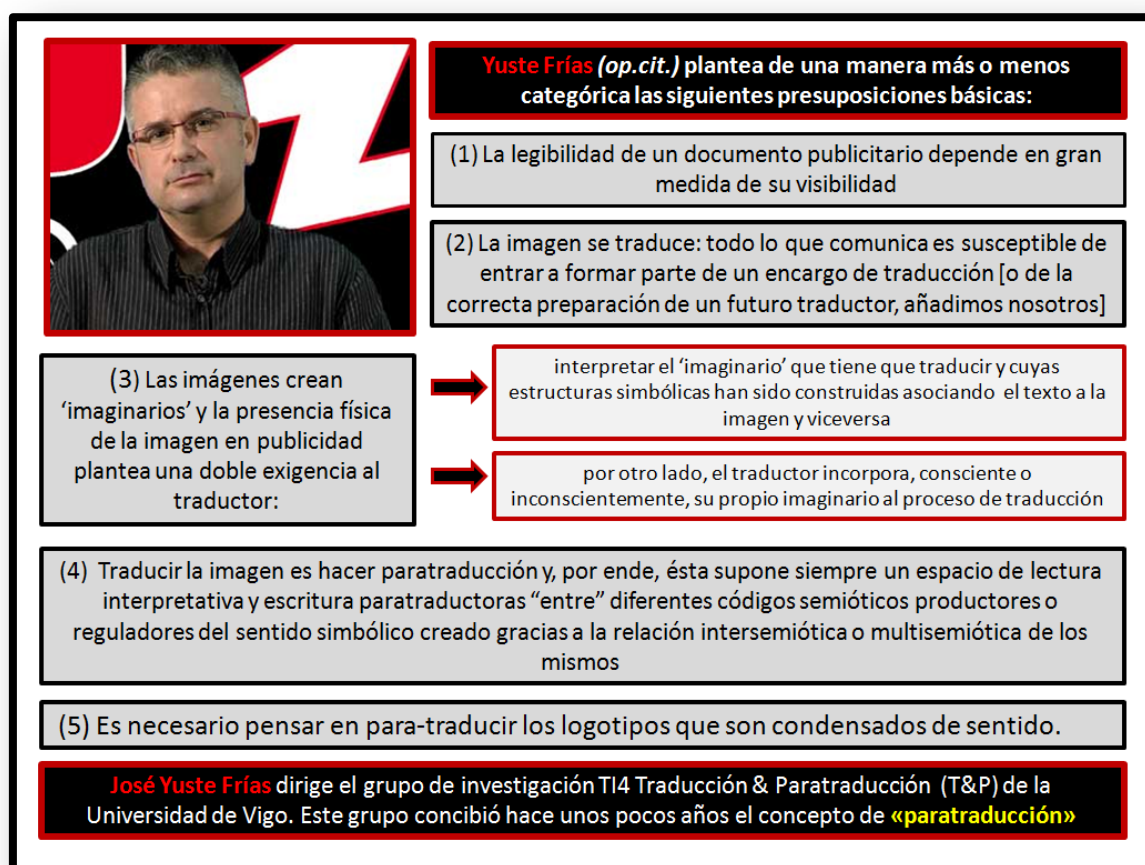 Yuste Frías (op.cit.) plantea de una manera más o menos
categórica las siguientes presuposiciones básicas:
(1) La legibilidad de un documento publicitario depende en gran
medida de su visibilidad
(2) La imagen se traduce: todo lo que comunica es susceptible de
entrar a formar parte de un encargo de traducción [o de la
correcta preparación de un futuro traductor, añadimos nosotros]
(3) Las imágenes crean
‘imaginarios’ y la presencia física
de la imagen en publicidad
plantea una doble exigencia al
traductor:
interpretar el ‘imaginario’ que tiene que traducir y cuyas
estructuras simbólicas han sido construidas asociando el texto a la
imagen y viceversa
por otro lado, el traductor incorpora, consciente o
inconscientemente, su propio imaginario al proceso de traducción
(4) Traducir la imagen es hacer paratraducción y, por ende, ésta supone siempre un espacio de lectura
interpretativa y escritura paratraductoras “entre” diferentes códigos semióticos productores o
reguladores del sentido simbólico creado gracias a la relación intersemiótica o multisemiótica de los
mismos
(5) Es necesario pensar en para-traducir los logotipos que son condensados de sentido.
José Yuste Frías dirige el grupo de investigación TI4 Traducción & Paratraducción (T&P) de la
Universidad de Vigo. Este grupo concibió hace unos pocos años el concepto de «paratraducción»